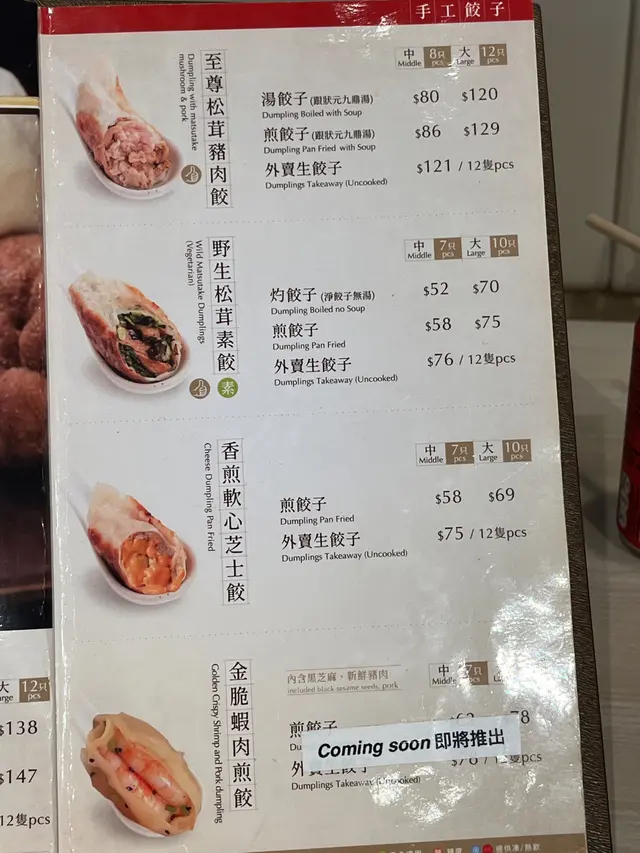 手工餃子
至尊松茸豬肉餃
Dumpling with matsutake
mushroom & pork
中 8只 大 12只
Middle pcs Large pcs
湯餃子 (跟狀元九鼎湯) $80 $120
Dumpling Boiled with Soup
煎餃子 (跟狀元九鼎湯) $86 $129
Dumpling Pan Fried with Soup
外賣生餃子 $121 / 12隻pcs
Dumplings Takeaway (Uncooked)
野生松茸素餃
Wild Matsutake Dumplings
(Vegetarian)
素
中 7只 大 10只
Middle pcs Large pcs
灼餃子 (淨餃子無湯) $52 $70
Dumpling Boiled no Soup
煎餃子 $58 $75
Dumpling Pan Fried
外賣生餃子 $76 / 12隻pcs
Dumplings Takeaway (Uncooked)
香煎軟心芝士餃
Cheese Dumpling Pan Fried
中 7只 大 10只
Middle pcs Large pcs
煎餃子 $58 $69
Dumpling Pan Fried
外賣生餃子 $75 / 12隻pcs
Dumplings Takeaway (Uncooked)
金脆蝦肉煎餃
Golden Crispy Shrimp and Pork dumpling
內含黑芝麻、新鮮豬肉
included black sesame seeds, pork
中 7只
Middle pcs
煎餃子
Coming soon 即將推出
Dumplings Takeaway (Uncooked)
大 12只
pcs
$138
$147
12隻pcs